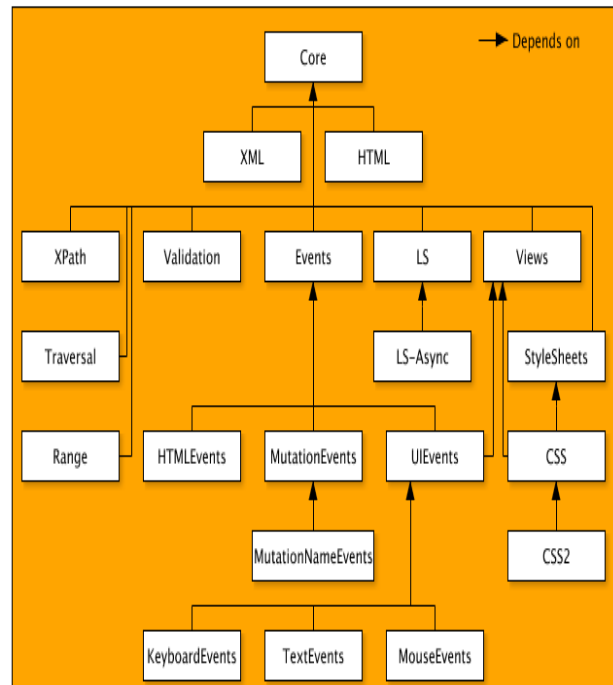 Core
Depends on
XML
HTML
XPath
Validation
Events
LS
Views
Traversal
LS-Async
StyleSheets
Range
HTMLEvents
MutationEvents
UIEvents
CSS
MutationNameEvents
CSS2
KeyboardEvents
TextEvents
MouseEvents